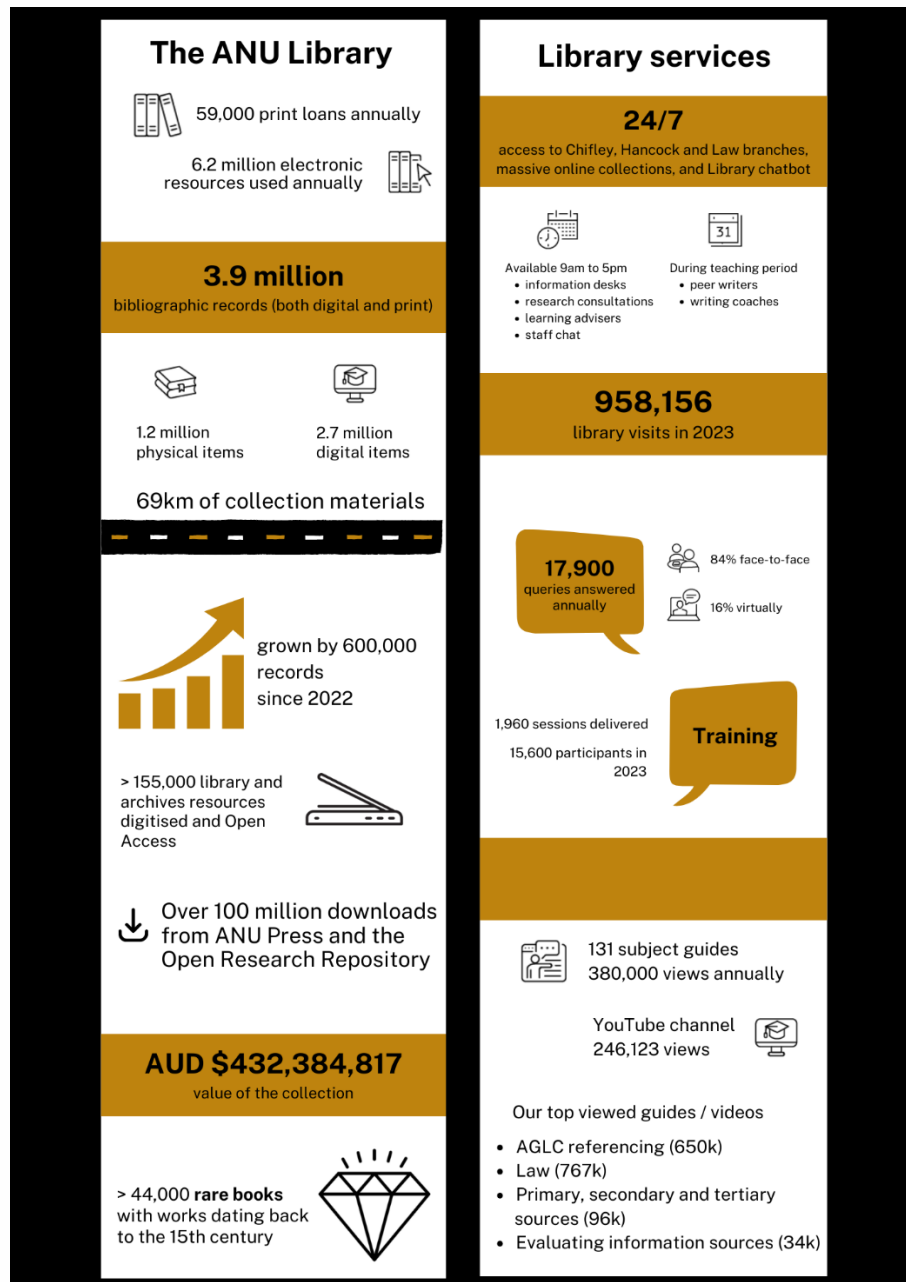 The ANU Library
59,000 print loans annually
6.2 million electronic
resources used annually
3.9 million
bibliographic records (both digital and print)
1.2 million
physical items
2.7 million
digital items
69km of collection materials
grown by 600,000
records
since 2022
> 155,000 library and
archives resources
digitised and Open
Access
Over 100 million downloads
from ANU Press and the
Open Research Repository
AUD $432,384,817
value of the collection
> 44,000 rare books
with works dating back
to the 15th century
Library services
24/7
access to Chifley, Hancock and Law branches,
massive online collections, and Library chatbot
31
Available 9am to 5pm
• information desks
• research consultations
• learning advisers
• staff chat
During teaching period
• peer writers
• writing coaches
958,156
library visits in 2023
17,900
queries answered
annually
84% face-to-face
16% virtually
1,960 sessions delivered
15,600 participants in
2023
Training
131 subject guides
380,000 views annually
YouTube channel
246,123 views
Our top viewed guides / videos
• AGLC referencing (650k)
• Law (767k)
• Primary, secondary and tertiary
sources (96k)
• Evaluating information sources (34k)